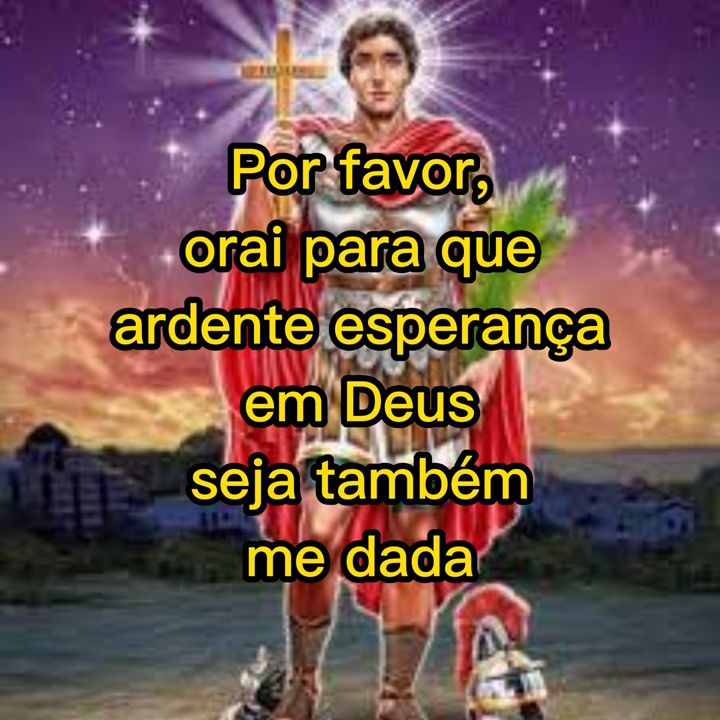 Por favor,
orai para que
ardente esperança
em Deus
seja também
me dada